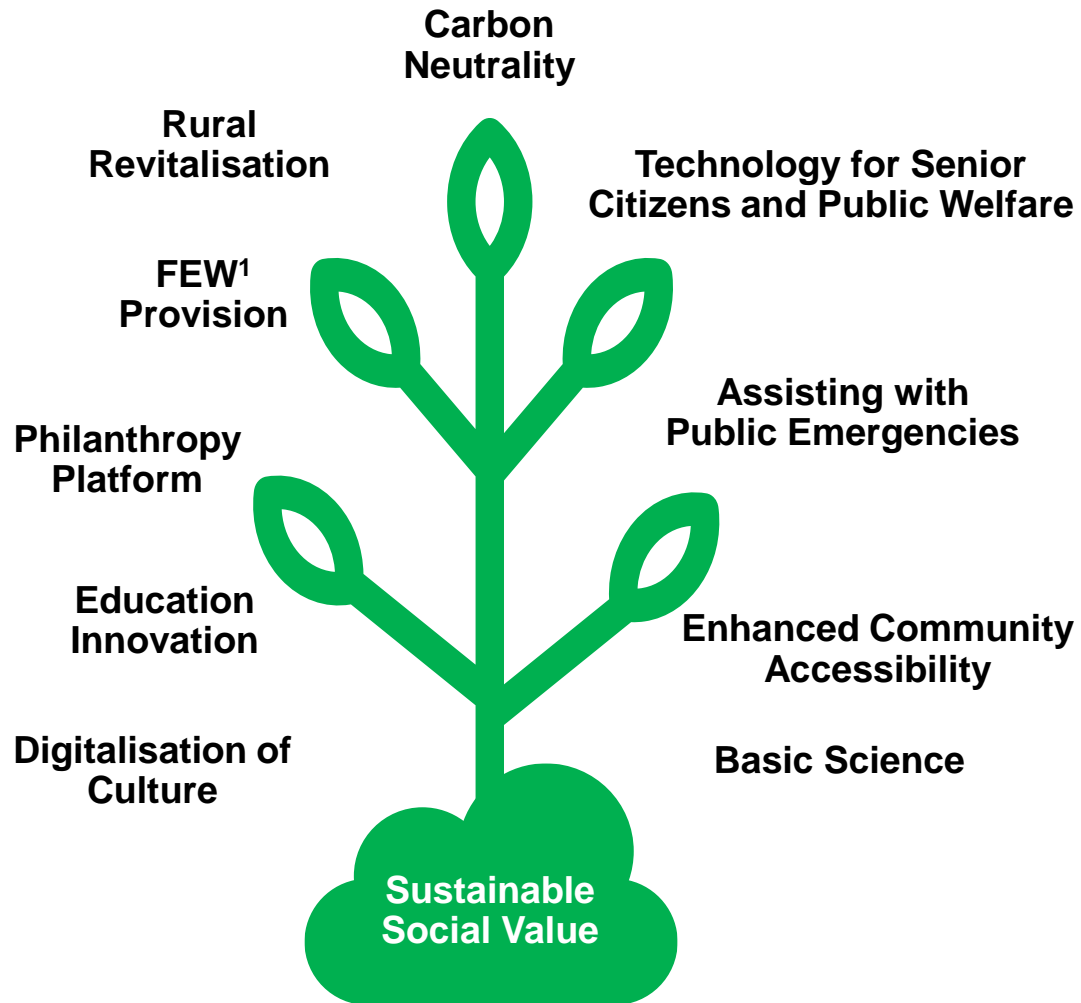 Carbon
Neutrality
Rural
Revitalisation
Technology for Senior
Citizens and Public Welfare
FEW¹
Provision
Assisting with
Public Emergencies
Philanthropy
Platform
Education
Innovation
Enhanced Community
Accessibility
Digitalisation of
Culture
Basic Science
Sustainable
Social Value